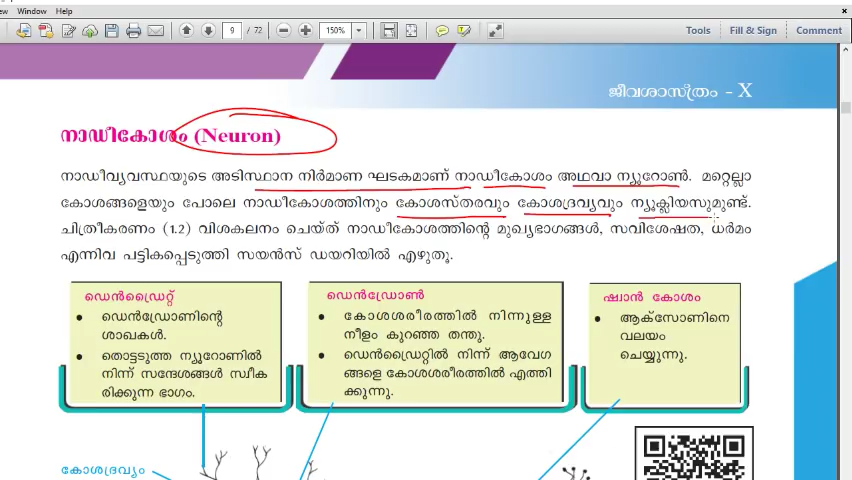 Window Help
9 / 72
150%
Tools Fill & Sign Comment
ജീവശാസ്ത്രം - X
നാഡീകോശം (Neuron)
നാഡീവ്യവസ്ഥയുടെ അടിസ്ഥാന നിർമാണ ഘടകമാണ് നാഡീകോശം അഥവാ ന്യൂറോൺ. മറ്റെല്ലാ
കോശങ്ങളെയും പോലെ നാഡീകോശത്തിനും കോശസ്തരവും കോശദ്രവ്യവും ന്യൂക്ലിയസുമുണ്ട്.
ചിത്രീകരണം (1.2) വിശകലനം ചെയ്ത് നാഡീകോശത്തിന്റെ മുഖ്യഭാഗങ്ങൾ, സവിശേഷത, ധർമം
എന്നിവ പട്ടികപ്പെടുത്തി സയൻസ് ഡയറിയിൽ എഴുതൂ.
ഡെൻഡ്രൈറ്റ്
• ഡെൻഡ്രോണിന്റെ
ശാഖകൾ.
• തൊട്ടടുത്ത ന്യൂറോണിൽ
നിന്ന് സന്ദേശങ്ങൾ സ്വീക
രിക്കുന്ന ഭാഗം.
ഡെൻഡ്രോൺ
• കോശശരീരത്തിൽ നിന്നുള്ള
നീളം കുറഞ്ഞ തന്തു.
• ഡെൻഡ്രൈറ്റിൽ നിന്ന് ആവേഗ
ങ്ങളെ കോശശരീരത്തിൽ എത്തി
ക്കുന്നു.
ഷ്വാൻ കോശം
• ആക്സോണിനെ
വലയം
ചെയ്യുന്നു.
കോശദ്രവ്യം